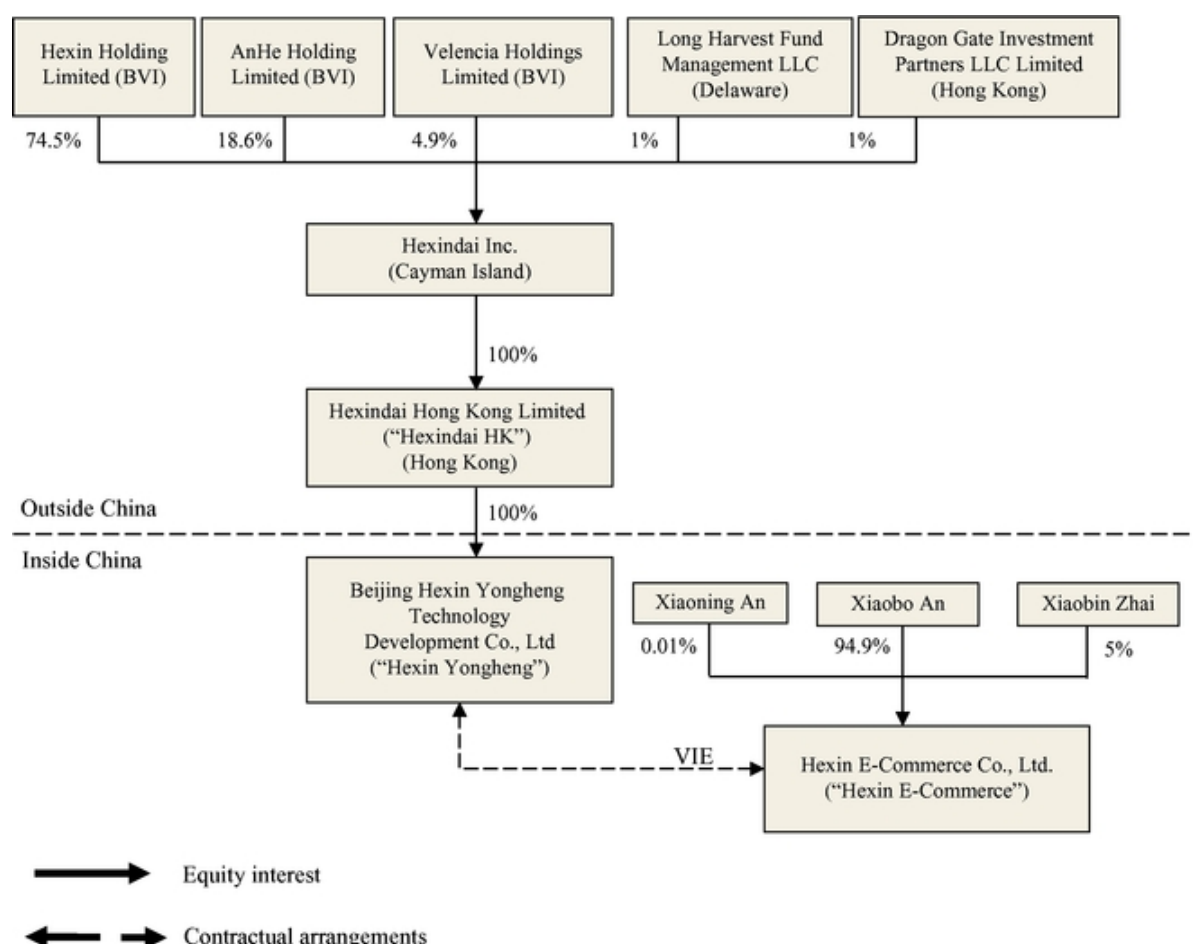 Hexin Holding
Limited (BVI)
AnHe Holding
Limited (BVI)
Velencia Holdings
Limited (BVI)
Long Harvest Fund
Management LLC
(Delaware)
Dragon Gate Investment
Partners LLC Limited
(Hong Kong)
74.5%
18.6%
4.9%
1%
1%
Hexindai Inc.
(Cayman Island)
100%
Hexindai Hong Kong Limited
(“Hexindai HK”)
(Hong Kong)
Outside China
100%
Inside China
Beijing Hexin Yongheng
Technology
Development Co., Ltd
(“Hexin Yongheng”)
Xiaoning An
Xiaobo An
Xiaobin Zhai
0.01%
94.9%
5%
VIE
Hexin E-Commerce Co., Ltd.
(“Hexin E-Commerce”)
Equity interest
Contractual arrangements